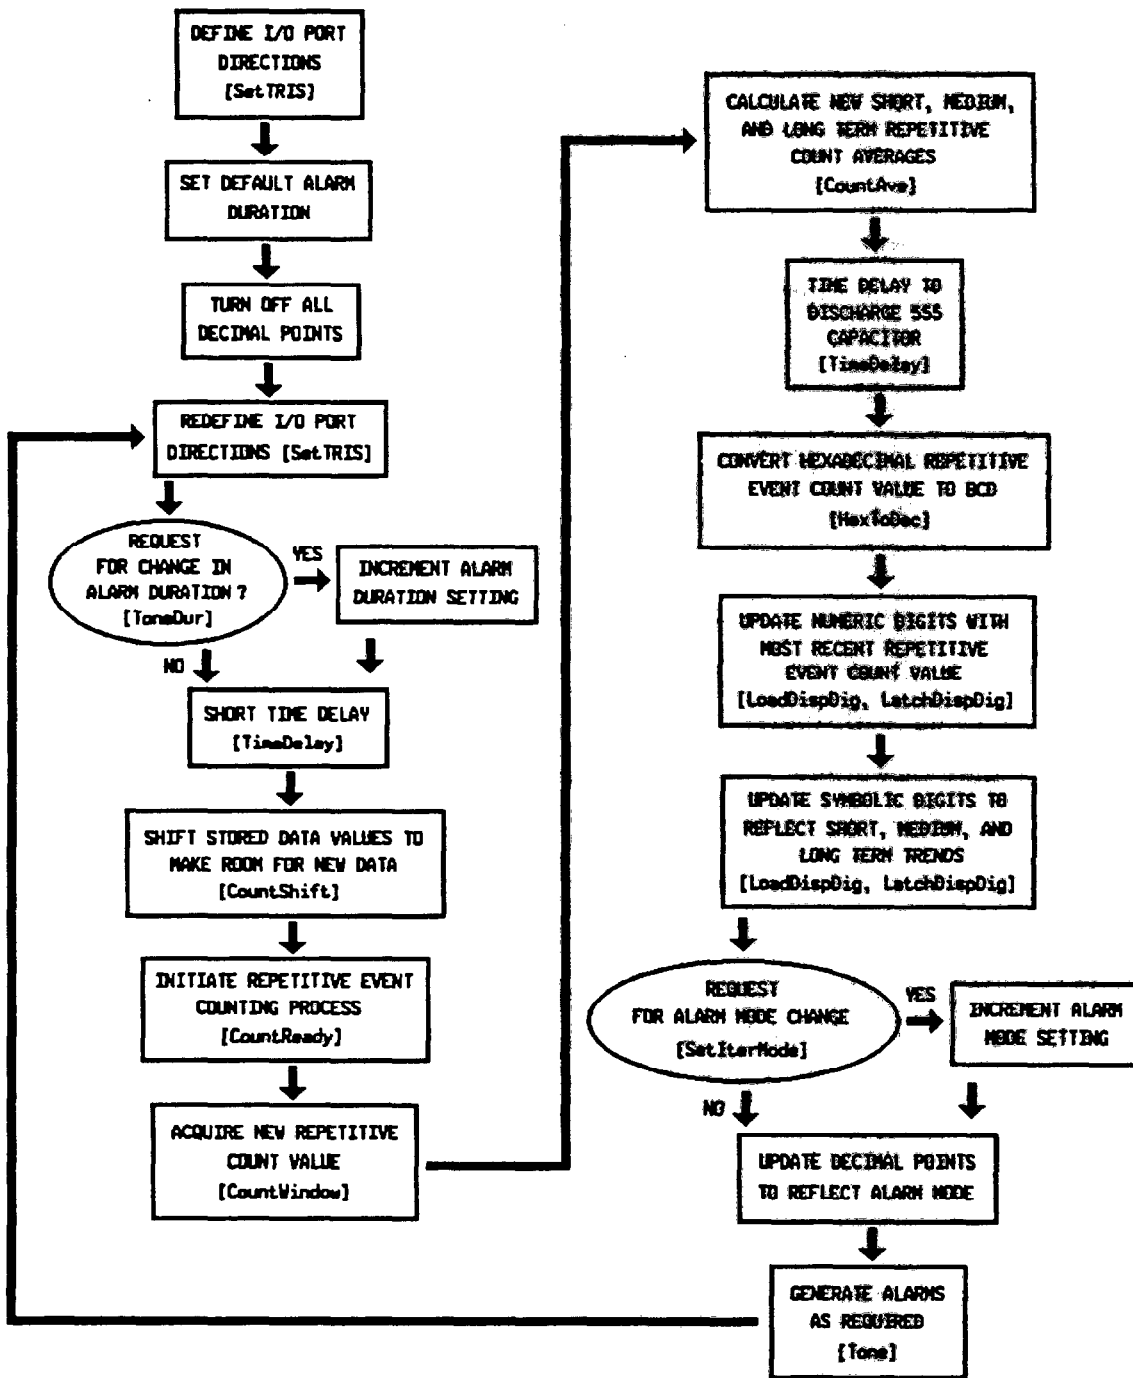 DEFINE I/O PORT
DIRECTIONS
[SetTRIS]
SET DEFAULT ALARM
DURATION
TURN OFF ALL
DECIMAL POINTS
REDEFINE I/O PORT
DIRECTIONS [SetTRIS]
REQUEST
FOR CHANGE IN
ALARM DURATION?
[ToneDur]
YES
INCREMENT ALARM
DURATION SETTING
NO
SHORT TIME DELAY
[TimeDelay]
SHIFT STORED DATA VALUES TO
MAKE ROOM FOR NEW DATA
[CountShift]
INITIATE REPETITIVE EVENT
COUNTING PROCESS
[CountReady]
ACQUIRE NEW REPETITIVE
COUNT VALUE
[CountWindow]
CALCULATE NEW SHORT, MEDIUM,
AND LONG TERM REPETITIVE
COUNT AVERAGES
[CountAve]
TIME DELAY TO
DISCHARGE 555
CAPACITOR
[TimeDelay]
CONVERT HEXADECIMAL REPETITIVE
EVENT COUNT VALUE TO BCD
[HexToDec]
UPDATE NUMERIC DIGITS WITH
MOST RECENT REPETITIVE
EVENT COUNT VALUE
[LoadDispDig, LatchDispDig]
UPDATE SYMBOLIC DIGITS TO
REFLECT SHORT, MEDIUM, AND
LONG TERM TRENDS
[LoadDispDig, LatchDispDig]
REQUEST
FOR ALARM MODE CHANGE
[SetIterMode]
YES
INCREMENT ALARM
MODE SETTING
NO
UPDATE DECIMAL POINTS
TO REFLECT ALARM MODE
GENERATE ALARMS
AS REQUIRED
[Tone]